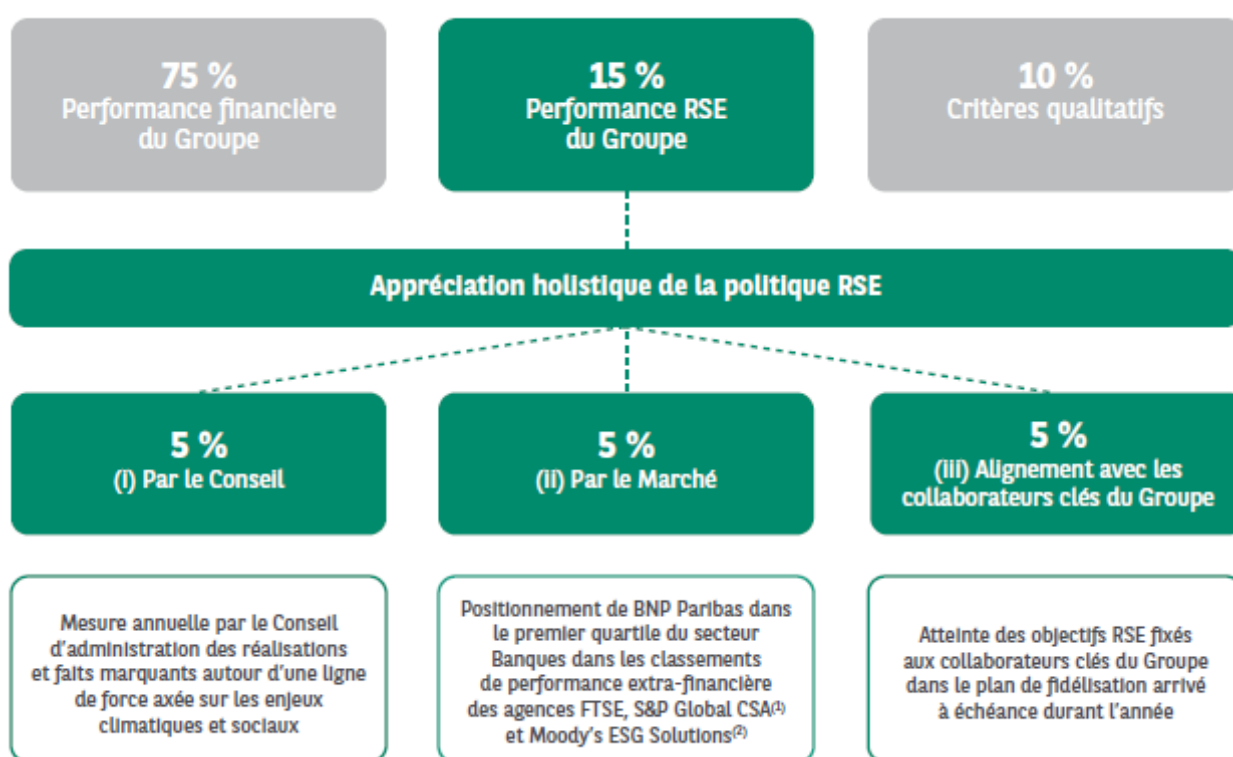 75 %
Performance financière
du Groupe
15 %
Performance RSE
du Groupe
10 %
Critères qualitatifs
Appréciation holistique de la politique RSE
5 %
(i) Par le Conseil
5 %
(ii) Par le Marché
5 %
(iii) Alignement avec les
collaborateurs clés du Groupe
Mesure annuelle par le Conseil
d'administration des réalisations
et faits marquants autour d'une ligne
de force axée sur les enjeux
climatiques et sociaux
Positionnement de BNP Paribas dans
le premier quartile du secteur
Banques dans les classements
de performance extra-financière
des agences FTSE, S&P Global CSA(1)
et Moody's ESG Solutions(2)
Atteinte des objectifs RSE fixés
aux collaborateurs clés du Groupe
dans le plan de fidélisation arrivé
à échéance durant l'année